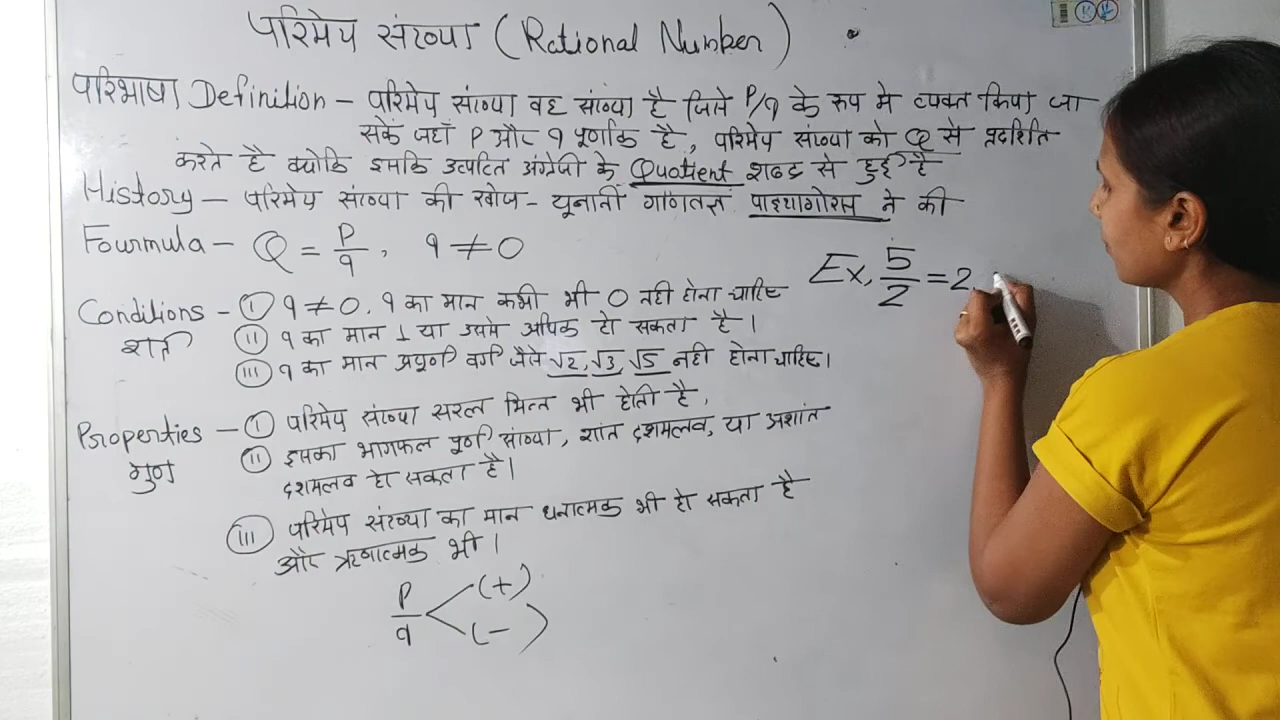 परिमेय संख्या (Rational Number)
परिभाषा Definition - परिमेय संख्या वह संख्या है जिसे P/q के रूप मे व्यक्त किया जा
सकें जहाँ P और q पूर्णाक है, परिमेय संख्या को Q से प्रदर्शित
करते है क्योकि इसकि उत्पति अंग्रेजी के Quotient शब्द से हुई है
History - परिमेय संख्या की खोज - यूनानी गणितज्ञ पाइथागोरस ने की
Fourmula - Q = P/q, q ≠ 0
Ex, 5/2 = 2.
Conditions - (I) q ≠ 0, q का मान कभी भी 0 नही होना चाहिए
शर्त (II) q का मान 1 या उससे अधिक हो सकता है।
(III) q का मान अपूर्ण वर्ग जैसे √2, √3, √5 नही होना चाहिए।
Properties - (I) परिमेय संख्या सरल भिन्न भी होती है,
गुण (II) इसका भागफल पूर्ण संख्या, शांत दशमलव, या अशांत
दशमलव हो सकता है।
(III) परिमेय संख्या का मान धनात्मक भी हो सकता है
और ऋणात्मक भी।
P/q < (+) (-)